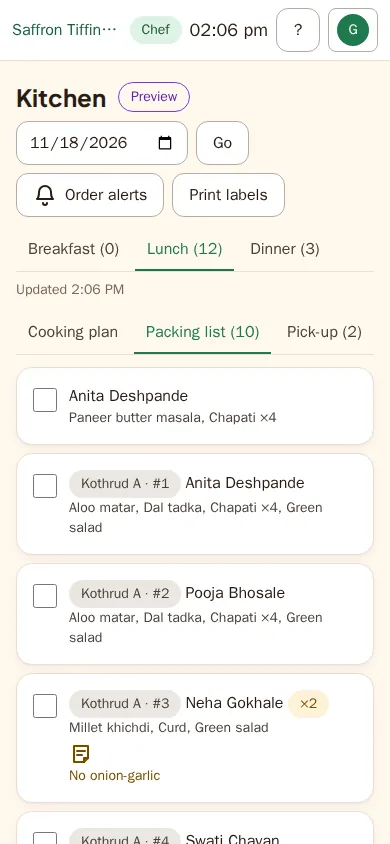 Saffron Tiffin··· Chef 02:06 pm ? G
Kitchen Preview
11/18/2026 Go
Order alerts Print labels
Breakfast (0) Lunch (12) Dinner (3)
Updated 2:06 PM
Cooking plan Packing list (10) Pick-up (2)
Anita Deshpande
Paneer butter masala, Chapati ×4
Kothrud A · #1 Anita Deshpande
Aloo matar, Dal tadka, Chapati ×4, Green
salad
Kothrud A · #2 Pooja Bhosale
Aloo matar, Dal tadka, Chapati ×4, Green
salad
Kothrud A · #3 Neha Gokhale ×2
Millet khichdi, Curd, Green salad
No onion-garlic
Kothrud A · #4 Swati Chavan